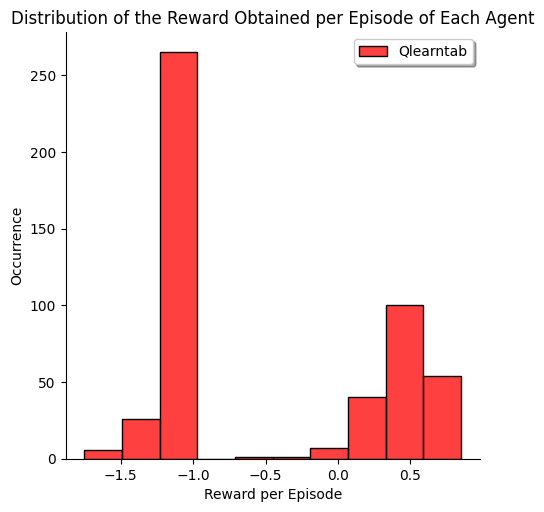 Distribution of the Reward Obtained per Episode of Each Agent
Qlearntab
Occurrence
250
200
150
100
50
0
−1.5 −1.0 −0.5 0.0 0.5
Reward per Episode